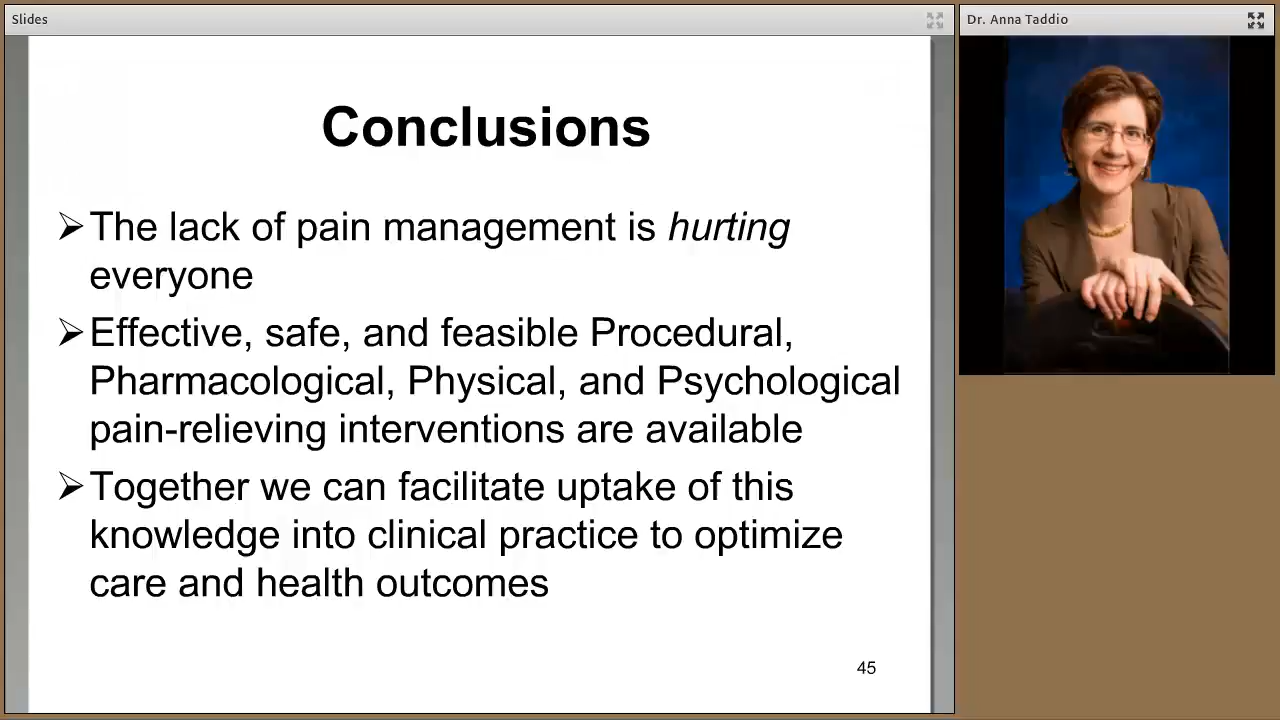 Slides
Dr. Anna Taddio
Conclusions
➢The lack of pain management is hurting
everyone
➢Effective, safe, and feasible Procedural,
Pharmacological, Physical, and Psychological
pain-relieving interventions are available
➢Together we can facilitate uptake of this
knowledge into clinical practice to optimize
care and health outcomes
45